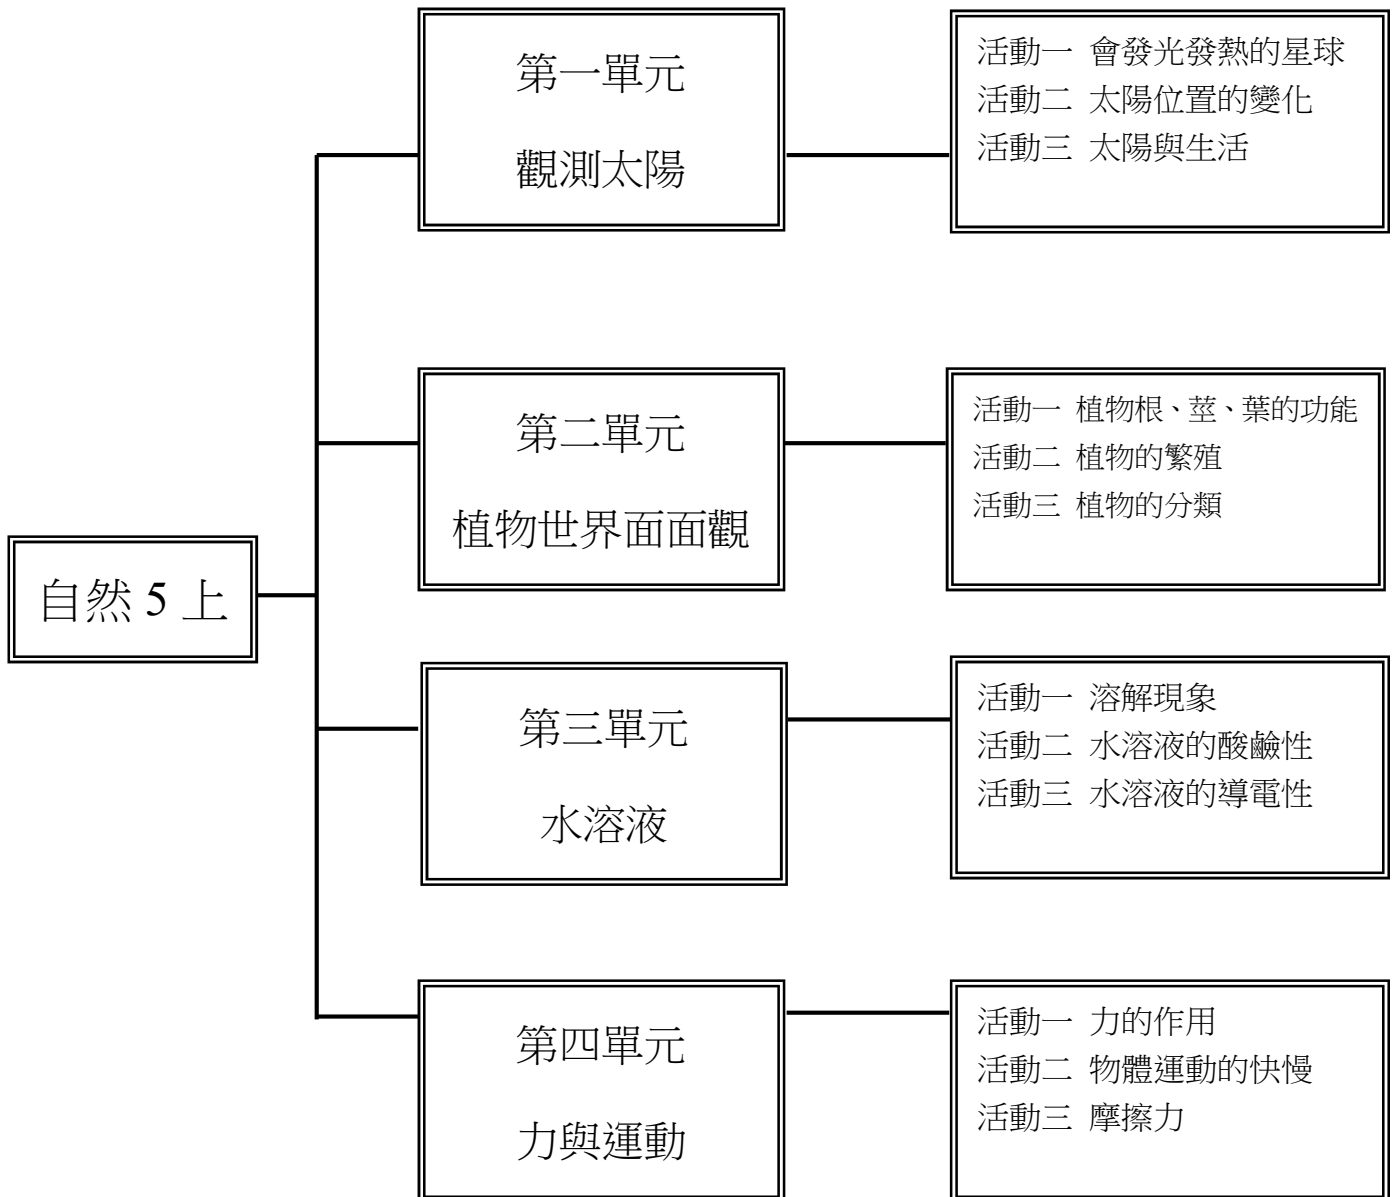 自然 5 上
第一單元
觀測太陽
活動一 會發光發熱的星球
活動二 太陽位置的變化
活動三 太陽與生活
第二單元
植物世界面面觀
活動一 植物根、莖、葉的功能
活動二 植物的繁殖
活動三 植物的分類
第三單元
水溶液
活動一 溶解現象
活動二 水溶液的酸鹼性
活動三 水溶液的導電性
第四單元
力與運動
活動一 力的作用
活動二 物體運動的快慢
活動三 摩擦力